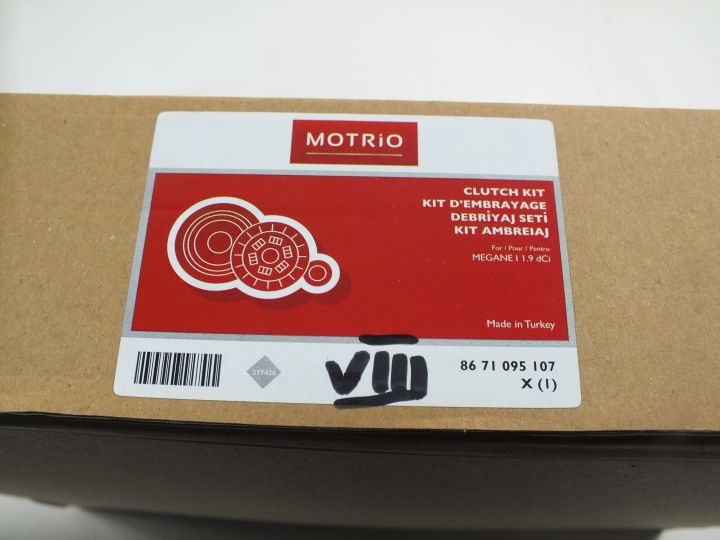 MOTRiO
CLUTCH KIT
KIT D'EMBRAYAGE
DEBRİYAJ SETİ
KIT AMBREIAJ
For / Pour / Pentru
MEGANE I 1.9 dCi
Made in Turkey
277426
VIII
86 71 095 107
X (1)